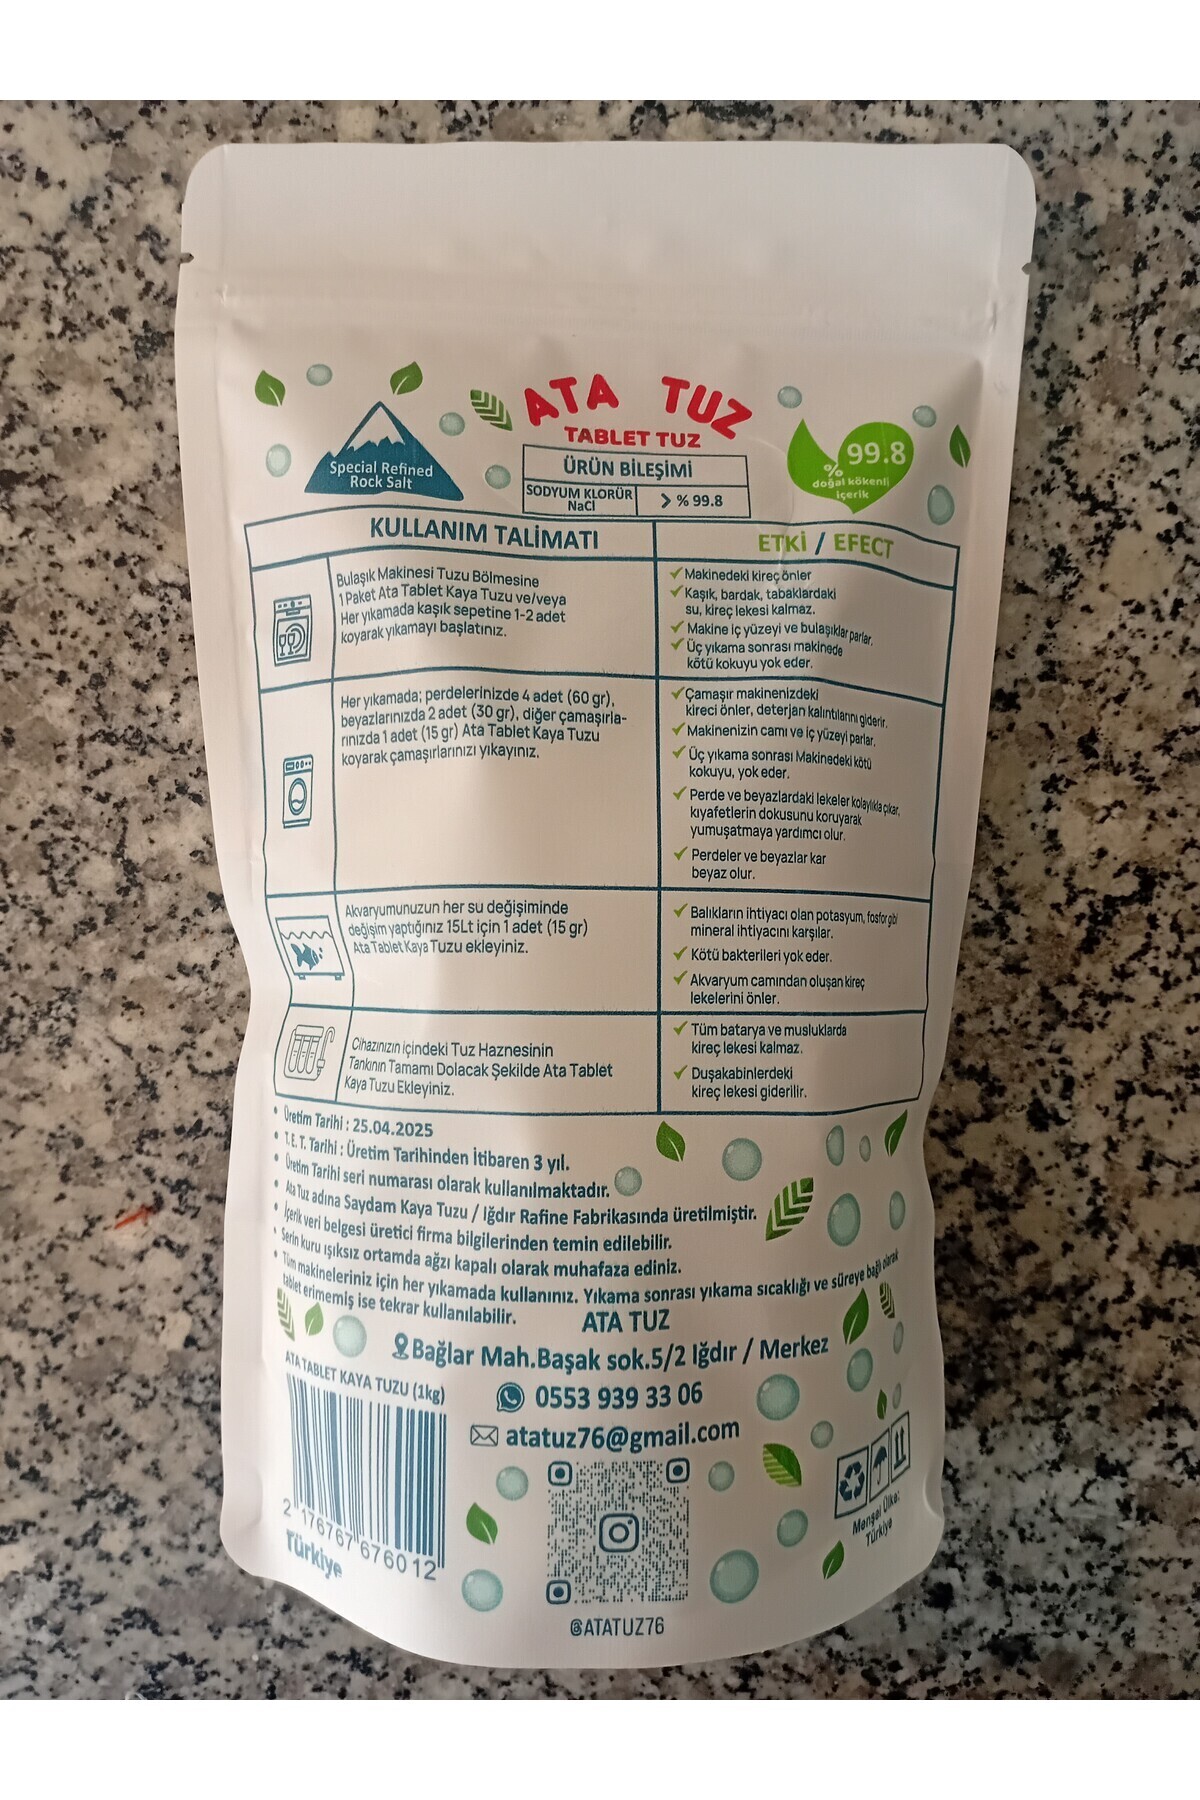 ATA TUZ
TABLET TUZ
Special Refined
Rock Salt
ÜRÜN BİLEŞİMİ
SODYUM KLORÜR
NaCl
> % 99.8
% 99.8
doğal kökenli
içerik
KULLANIM TALİMATI
ETKİ / EFECT
Bulaşık Makinesi Tuzu Bölmesine
1 Paket Ata Tablet Kaya Tuzu ve/veya
Her yıkamada kaşık sepetine 1-2 adet
koyarak yıkamayı başlatınız.
✓ Makinedeki kireç önler
✓ Kaşık, bardak, tabaklardaki
su, kireç lekesi kalmaz.
✓ Makine iç yüzeyi ve bulaşıklar parlar.
✓ Üç yıkama sonrası makinede
kötü kokuyu yok eder.
Her yıkamada; perdelerinizde 4 adet (60 gr),
beyazlarınızda 2 adet (30 gr), diğer çamaşırla-
rınızda 1 adet (15 gr) Ata Tablet Kaya Tuzu
koyarak çamaşırlarınızı yıkayınız.
✓ Çamaşır makinenizdeki
kireci önler, deterjan kalıntılarını giderir.
✓ Makinenizin camı ve iç yüzeyi parlar.
✓ Üç yıkama sonrası Makinedeki kötü
kokuyu, yok eder.
✓ Perde ve beyazlardaki lekeler kolaylıkla çıkar,
kıyafetlerin dokusunu koruyarak
yumuşatmaya yardımcı olur.
✓ Perdeler ve beyazlar kar
beyaz olur.
Akvaryumunuzun her su değişiminde
değişim yaptığınız 15Lt için 1 adet (15 gr)
Ata Tablet Kaya Tuzu ekleyiniz.
✓ Balıkların ihtiyacı olan potasyum, fosfor gibi
mineral ihtiyacını karşılar.
✓ Kötü bakterileri yok eder.
✓ Akvaryum camından oluşan kireç
lekelerini önler.
Cihazınızın içindeki Tuz Haznesinin
Tankının Tamamı Dolacak Şekilde Ata Tablet
Kaya Tuzu Ekleyiniz.
✓ Tüm batarya ve musluklarda
kireç lekesi kalmaz.
✓ Duşakabinlerdeki
kireç lekesi giderilir.
• Üretim Tarihi : 25.04.2025
• T. E. T. Tarihi : Üretim Tarihinden İtibaren 3 yıl.
• Üretim Tarihi seri numarası olarak kullanılmaktadır.
• Ata Tuz adına Saydam Kaya Tuzu / Iğdır Rafine Fabrikasında üretilmiştir.
• İçerik veri belgesi üretici firma bilgilerinden temin edilebilir.
• Serin kuru ışıksız ortamda ağzı kapalı olarak muhafaza ediniz.
• Tüm makineleriniz için her yıkamada kullanınız. Yıkama sonrası yıkama sıcaklığı ve süreye bağlı olarak
tablet erimemiş ise tekrar kullanılabilir.
ATA TUZ
Bağlar Mah.Başak sok.5/2 Iğdır / Merkez
0553 939 33 06
atatuz76@gmail.com
ATA TABLET KAYA TUZU (1kg)
2 176767 676012
Türkiye
@ATATUZ76
Menşei Ülke:
Türkiye